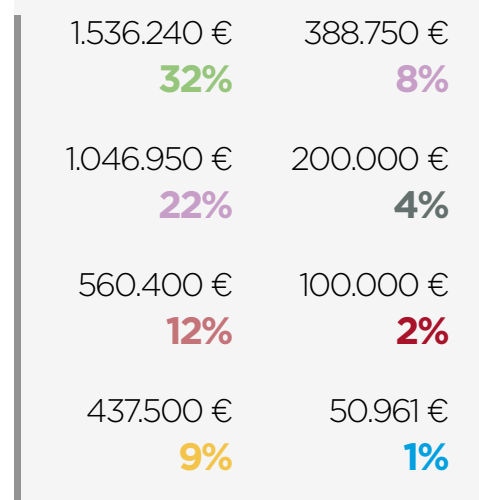 1.536.240 € 388.750 €
32% 8%
1.046.950 € 200.000 €
22% 4%
560.400 € 100.000 €
12% 2%
437.500 € 50.961 €
9% 1%